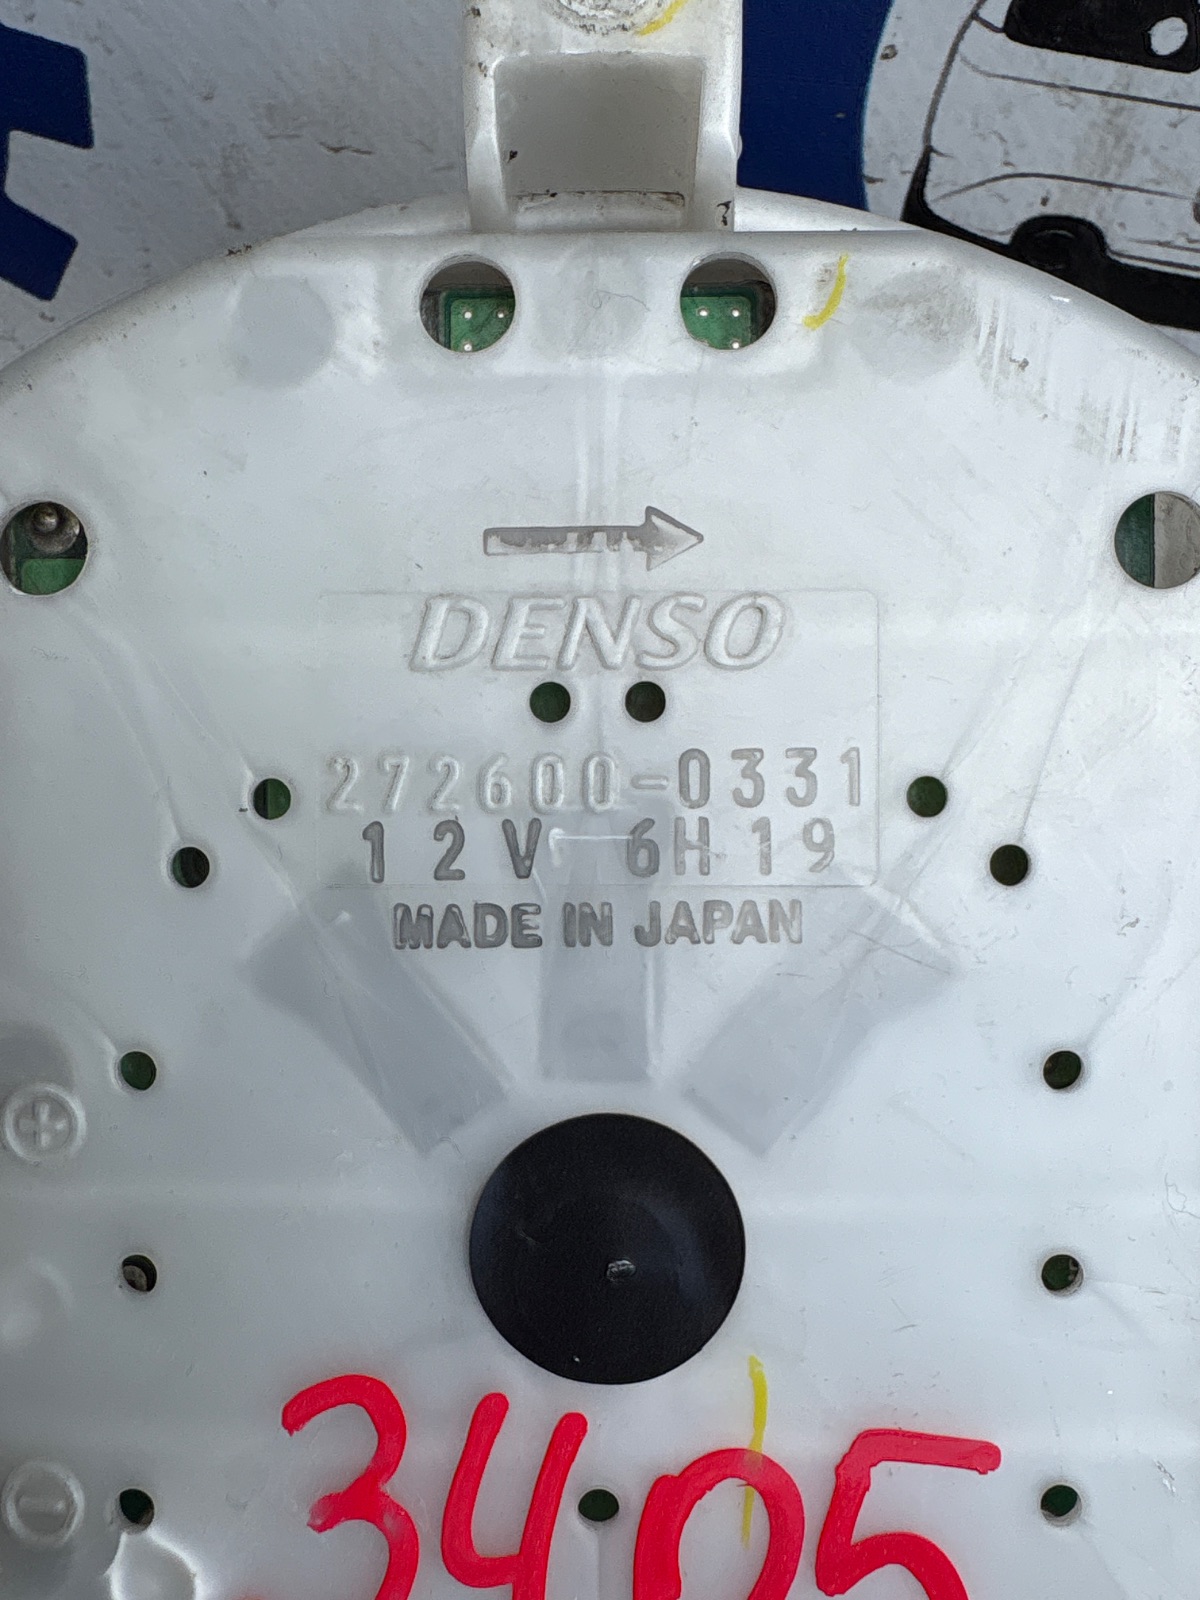 DENSO
272600-0331
12V 6H19
MADE IN JAPAN
3405